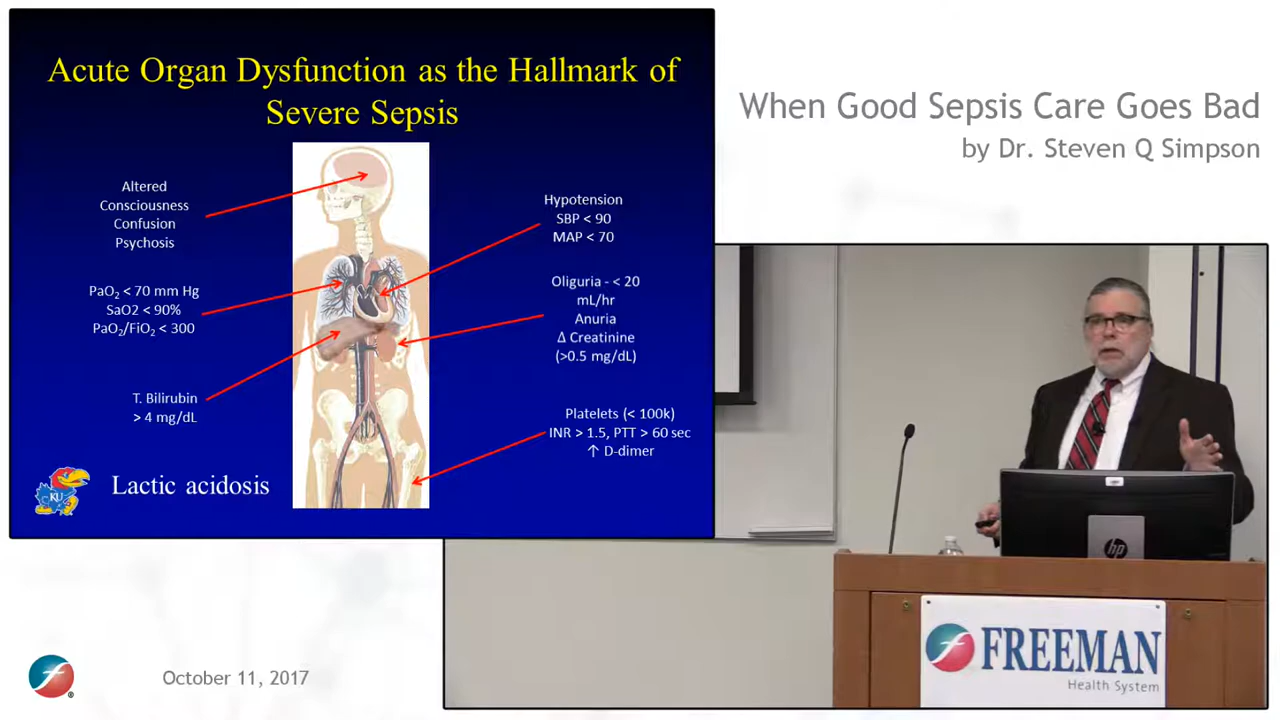 Acute Organ Dysfunction as the Hallmark of
Severe Sepsis
Altered
Consciousness
Confusion
Psychosis
PaO₂ < 70 mm Hg
SaO2 < 90%
PaO₂/FiO₂ < 300
T. Bilirubin
> 4 mg/dL
Hypotension
SBP < 90
MAP < 70
Oliguria - < 20
mL/hr
Anuria
Δ Creatinine
(>0.5 mg/dL)
Platelets (< 100k)
INR > 1.5, PTT > 60 sec
↑ D-dimer
KU
Lactic acidosis
When Good Sepsis Care Goes Bad
by Dr. Steven Q Simpson
hp
f FREEMAN
Health System
f ®
October 11, 2017